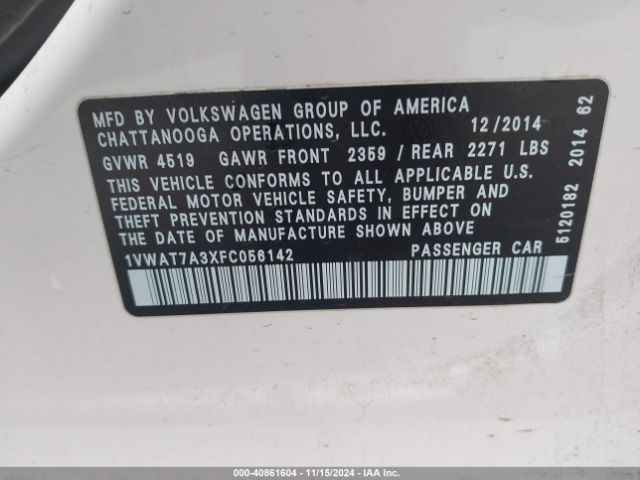 MFD BY VOLKSWAGEN GROUP OF AMERICA
CHATTANOOGA OPERATIONS, LLC. 12/2014
GVWR 4519 GAWR FRONT 2359 / REAR 2271 LBS
THIS VEHICLE CONFORMS TO ALL APPLICABLE U.S.
FEDERAL MOTOR VEHICLE SAFETY, BUMPER AND
THEFT PREVENTION STANDARDS IN EFFECT ON
THE DATE OF MANUFACTURE SHOWN ABOVE
1VWAT7A3XFC056142 PASSENGER CAR
5120182 2014 62
000-40861604 - 11/15/2024 - IAA Inc.